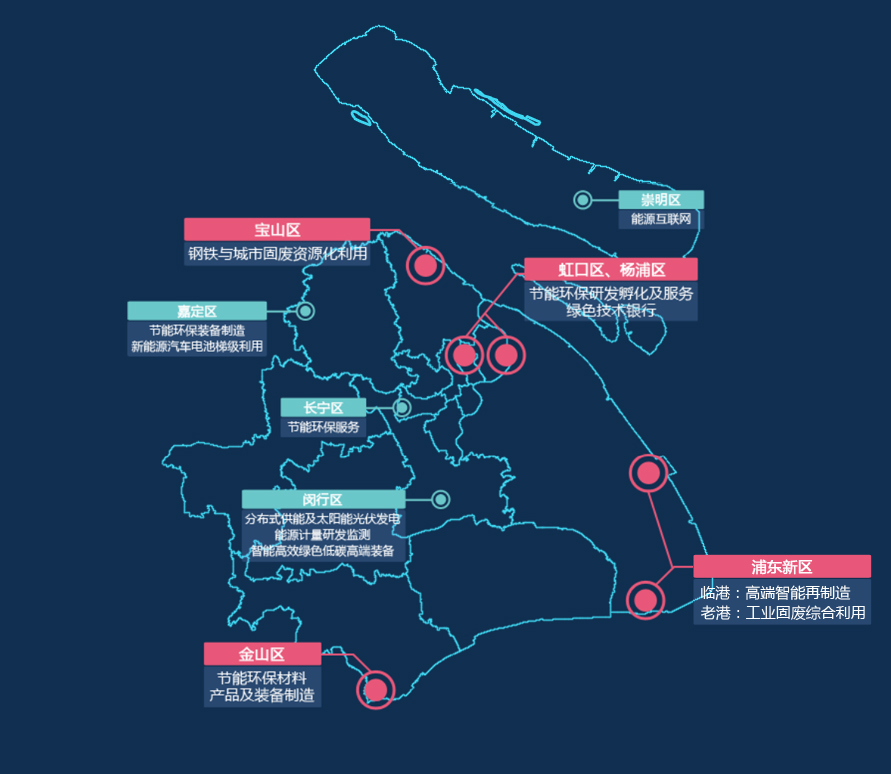 崇明区
能源互联网
宝山区
钢铁与城市固废资源化利用
虹口区、杨浦区
节能环保研发孵化及服务
绿色技术银行
嘉定区
节能环保装备制造
新能源汽车电池梯级利用
长宁区
节能环保服务
闵行区
分布式供能及太阳能光伏发电
能源计量研发监测
智能高效绿色低碳高端装备
浦东新区
临港：高端智能再制造
老港：工业固废综合利用
金山区
节能环保材料
产品及装备制造